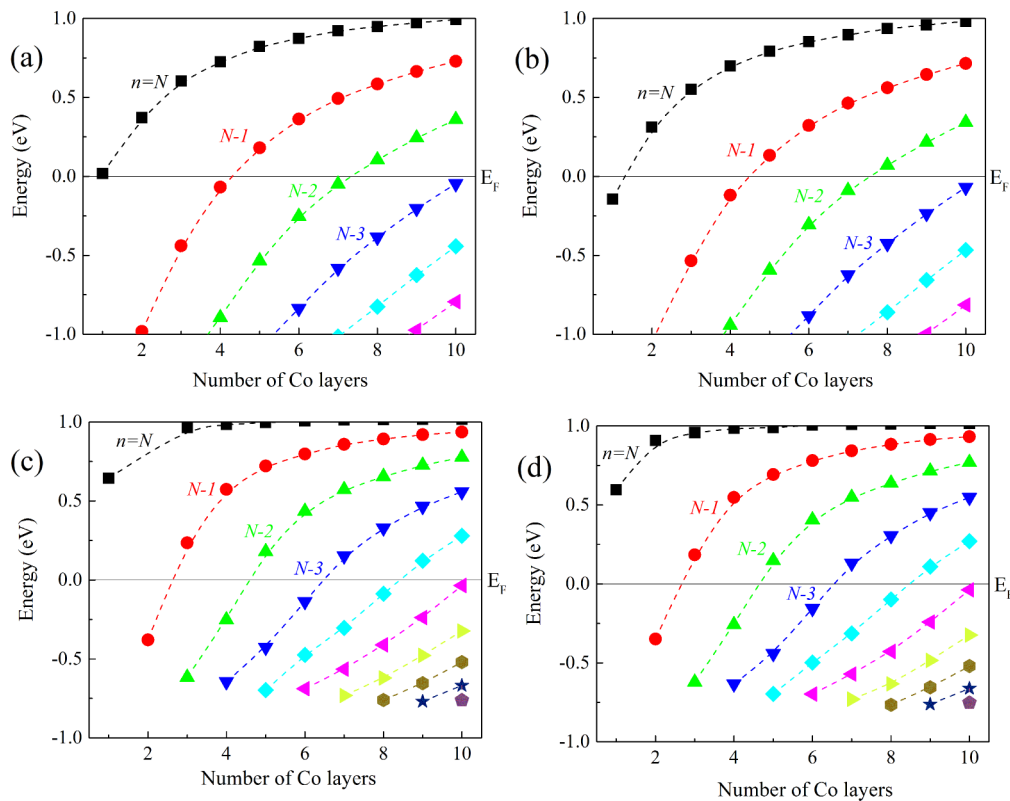 (a)
1.0
0.5
0.0
-0.5
-1.0
Energy (eV)
n=N
N-1
N-2
N-3
E_F
2 4 6 8 10
Number of Co layers
(b)
1.0
0.5
0.0
-0.5
-1.0
Energy (eV)
n=N
N-1
N-2
N-3
E_F
2 4 6 8 10
Number of Co layers
(c)
1.0
0.5
0.0
-0.5
-1.0
Energy (eV)
n=N
N-1
N-2
N-3
E_F
2 4 6 8 10
Number of Co layers
(d)
1.0
0.5
0.0
-0.5
-1.0
Energy (eV)
n=N
N-1
N-2
N-3
E_F
2 4 6 8 10
Number of Co layers